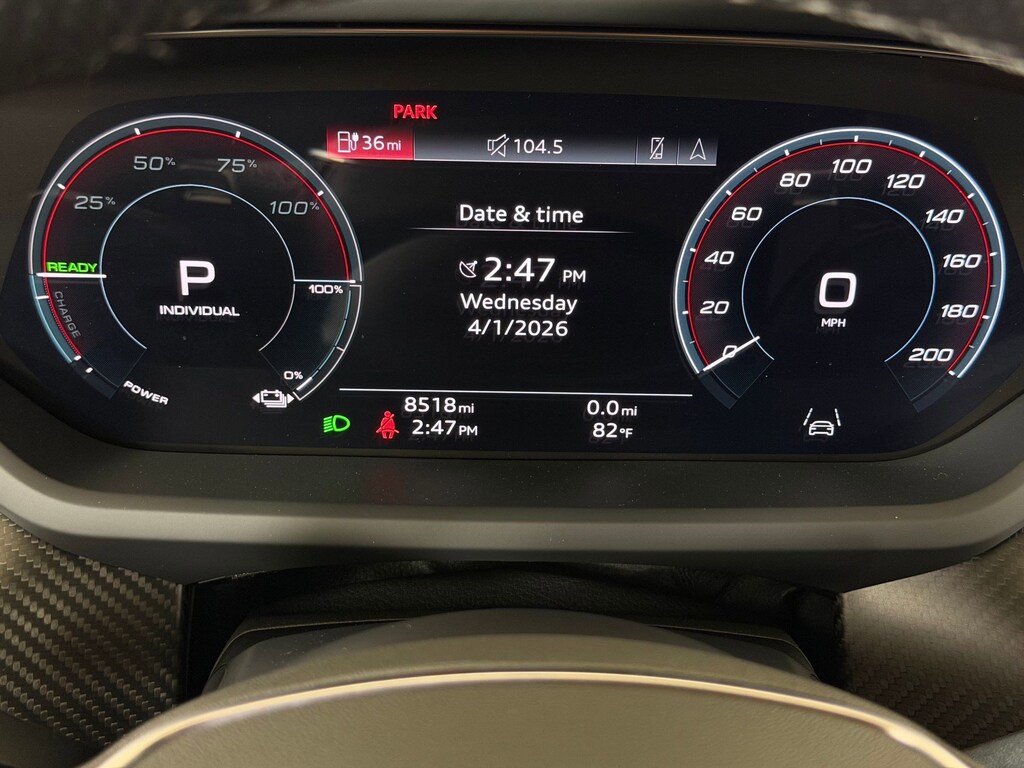 PARK
36 mi
104.5
50%
75%
25%
100%
READY
CHARGE
P
INDIVIDUAL
100%
0%
POWER
Date & time
2:47 PM
Wednesday
4/1/2026
8518 mi
0.0 mi
2:47 PM
82°F
0
20
40
60
80
100
120
140
160
180
200
0
MPH